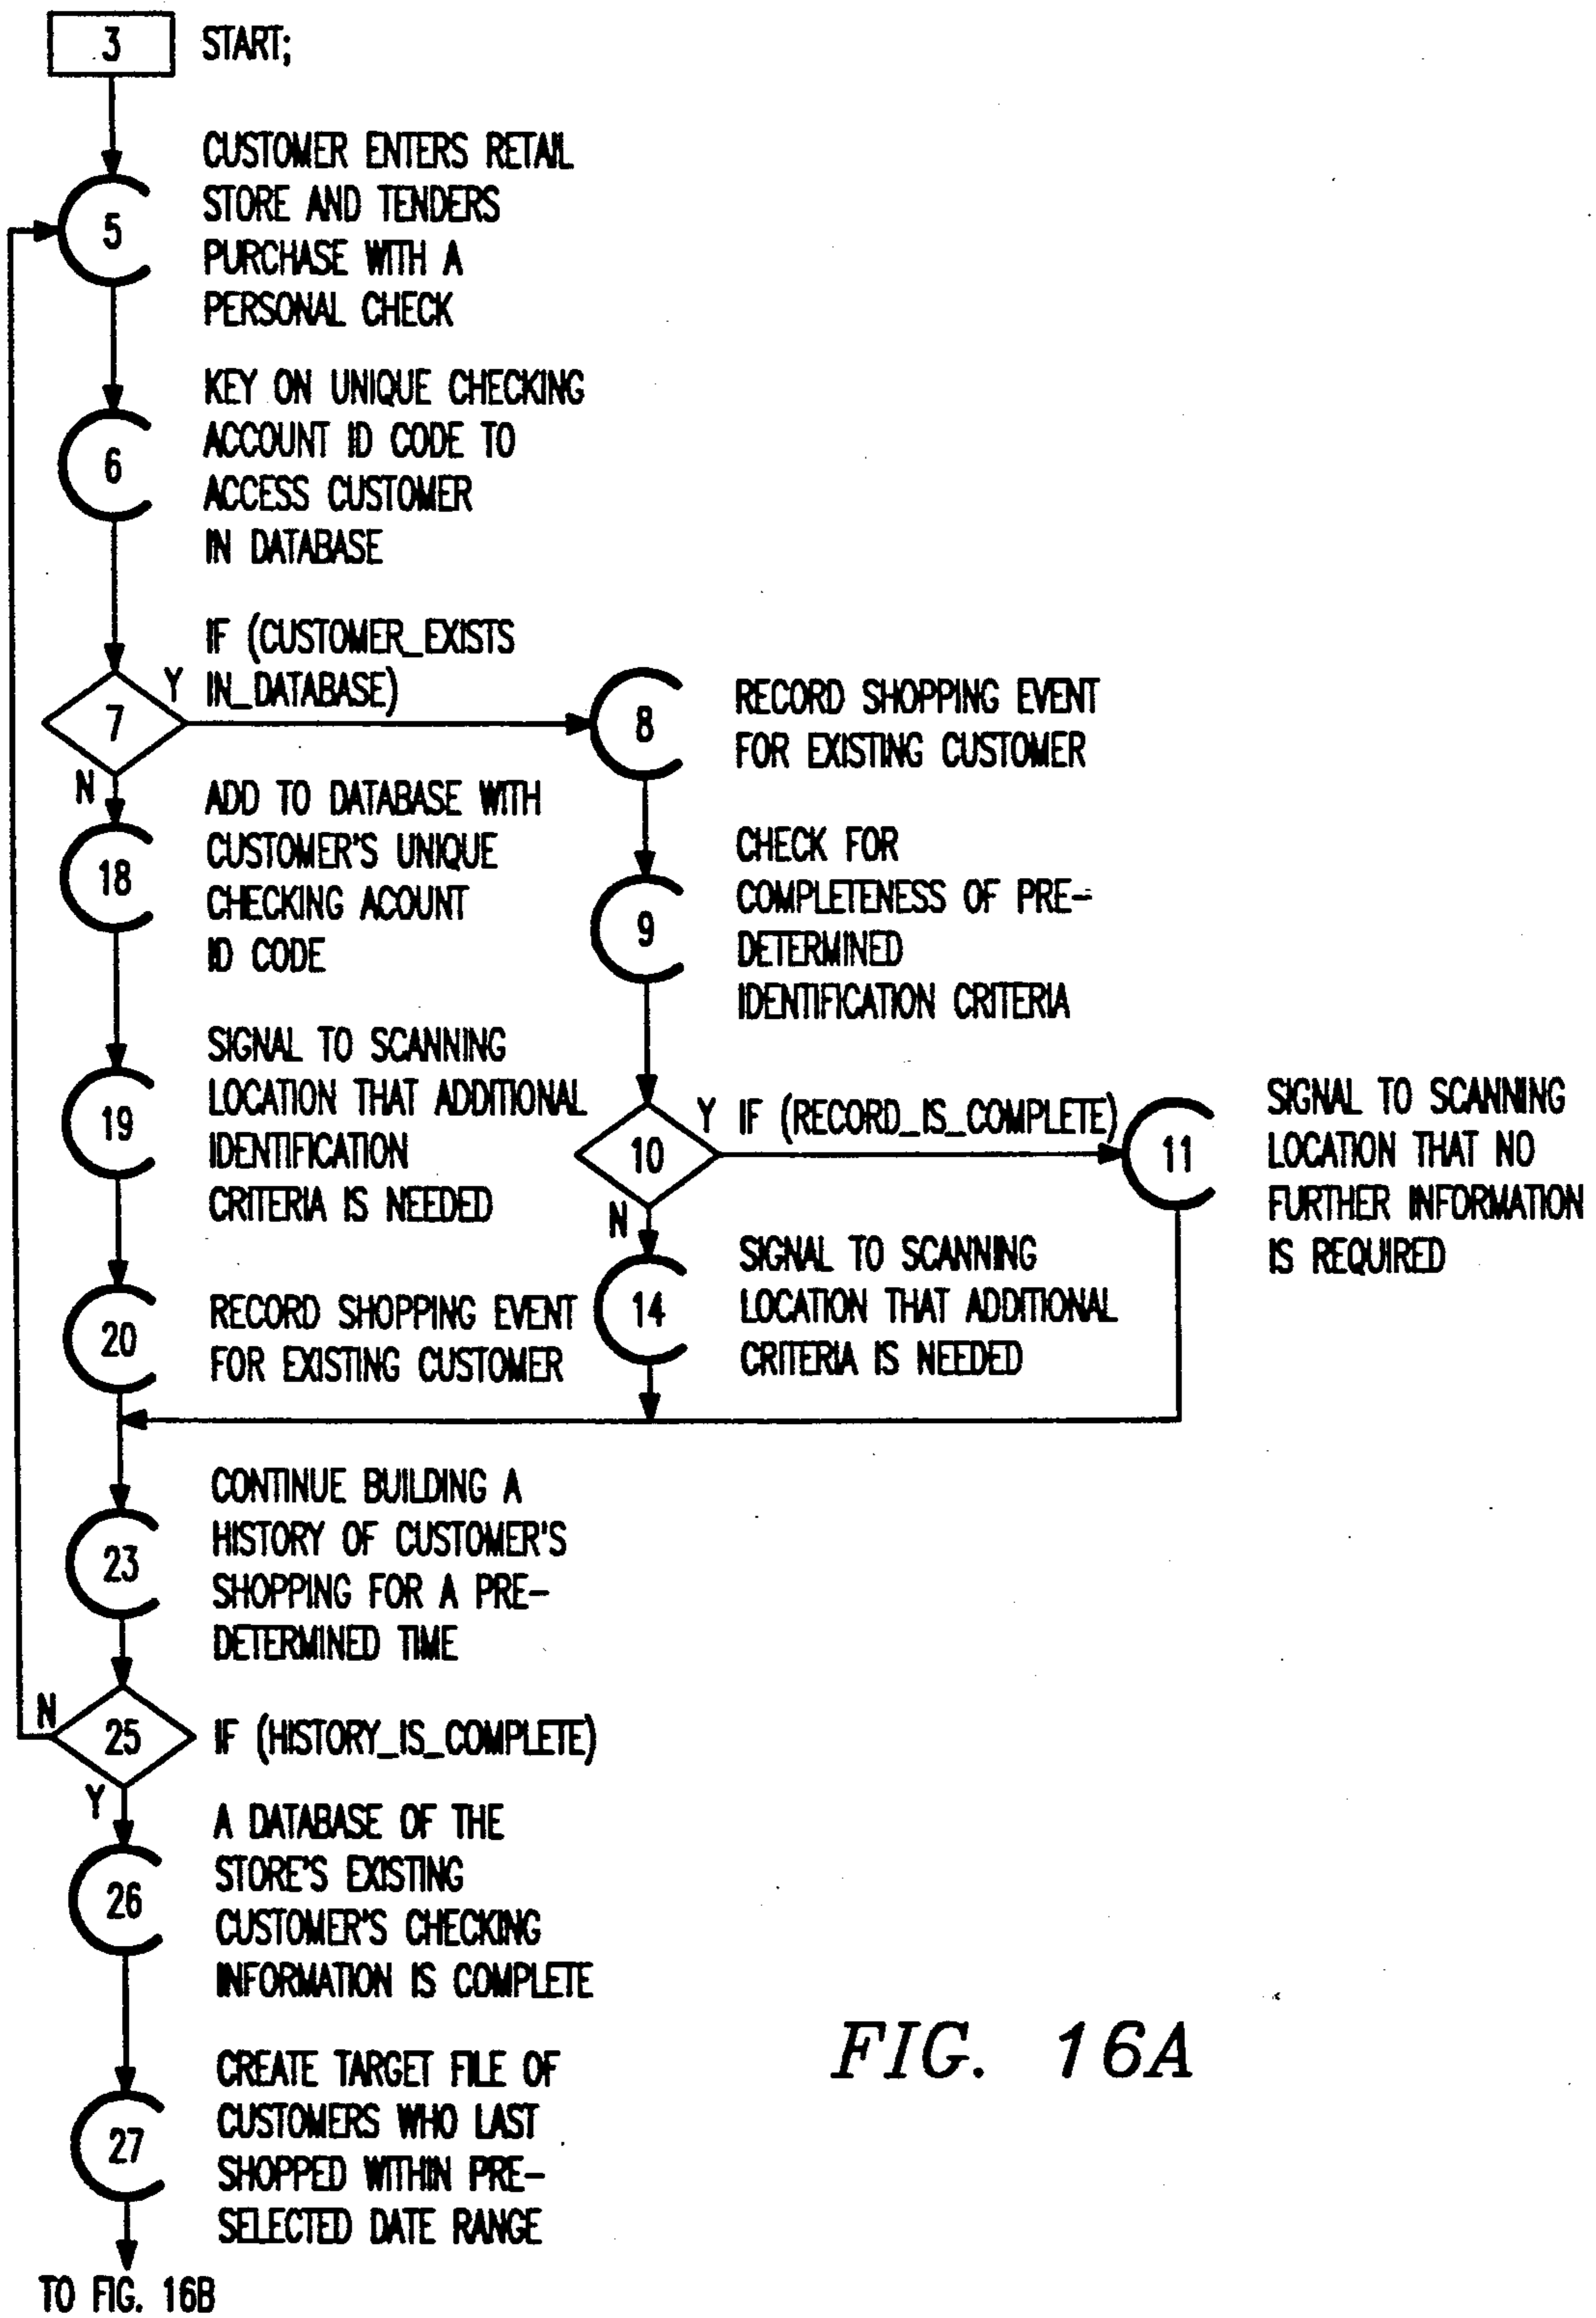 3 START;
5
CUSTOMER ENTERS RETAIL
STORE AND TENDERS
PURCHASE WITH A
PERSONAL CHECK
6
KEY ON UNIQUE CHECKING
ACCOUNT ID CODE TO
ACCESS CUSTOMER
IN DATABASE
7
Y
N
IF (CUSTOMER_EXISTS
IN_DATABASE)
8
RECORD SHOPPING EVENT
FOR EXISTING CUSTOMER
18
ADD TO DATABASE WITH
CUSTOMER'S UNIQUE
CHECKING ACOUNT
ID CODE
9
CHECK FOR
COMPLETENESS OF PRE-
DETERMINED
IDENTIFICATION CRITERIA
19
SIGNAL TO SCANNING
LOCATION THAT ADDITIONAL
IDENTIFICATION
CRITERIA IS NEEDED
10
Y IF (RECORD_IS_COMPLETE)
N
11
SIGNAL TO SCANNING
LOCATION THAT NO
FURTHER INFORMATION
IS REQUIRED
20
RECORD SHOPPING EVENT
FOR EXISTING CUSTOMER
14
SIGNAL TO SCANNING
LOCATION THAT ADDITIONAL
CRITERIA IS NEEDED
23
CONTINUE BUILDING A
HISTORY OF CUSTOMER'S
SHOPPING FOR A PRE-
DETERMINED TIME
N
25
IF (HISTORY_IS_COMPLETE)
Y
26
A DATABASE OF THE
STORE'S EXISTING
CUSTOMER'S CHECKING
INFORMATION IS COMPLETE
27
CREATE TARGET FILE OF
CUSTOMERS WHO LAST
SHOPPED WITHIN PRE-
SELECTED DATE RANGE
TO FIG. 16B
FIG. 16A